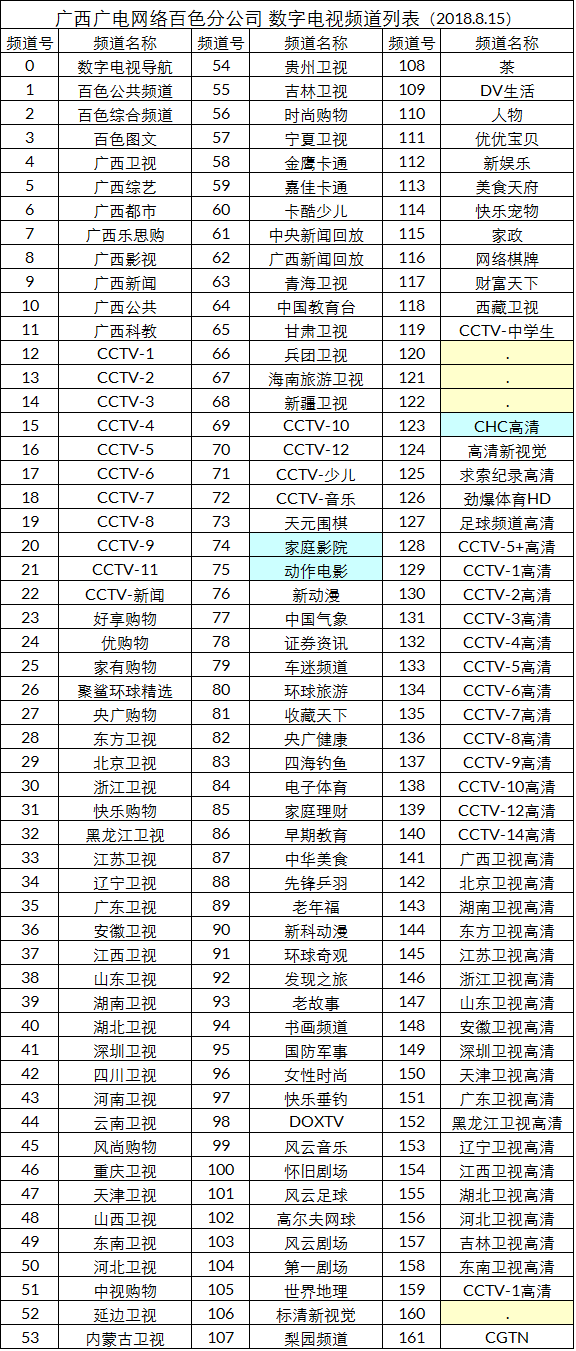 广西广电网络百色分公司 数字电视频道列表（2018.8.15）
频道号 频道名称 频道号 频道名称 频道号 频道名称
0 数字电视导航 54 贵州卫视 108 茶
1 百色公共频道 55 吉林卫视 109 DV生活
2 百色综合频道 56 时尚购物 110 人物
3 百色图文 57 宁夏卫视 111 优优宝贝
4 广西卫视 58 金鹰卡通 112 新娱乐
5 广西综艺 59 嘉佳卡通 113 美食天府
6 广西都市 60 卡酷少儿 114 快乐宠物
7 广西乐思购 61 中央新闻回放 115 家政
8 广西影视 62 广西新闻回放 116 网络棋牌
9 广西新闻 63 青海卫视 117 财富天下
10 广西公共 64 中国教育台 118 西藏卫视
11 广西科教 65 甘肃卫视 119 CCTV-中学生
12 CCTV-1 66 兵团卫视 120 .
13 CCTV-2 67 海南旅游卫视 121 .
14 CCTV-3 68 新疆卫视 122 .
15 CCTV-4 69 CCTV-10 123 CHC高清
16 CCTV-5 70 CCTV-12 124 高清新视觉
17 CCTV-6 71 CCTV-少儿 125 求索纪录高清
18 CCTV-7 72 CCTV-音乐 126 劲爆体育HD
19 CCTV-8 73 天元围棋 127 足球频道高清
20 CCTV-9 74 家庭影院 128 CCTV-5+高清
21 CCTV-11 75 动作电影 129 CCTV-1高清
22 CCTV-新闻 76 新动漫 130 CCTV-2高清
23 好享购物 77 中国气象 131 CCTV-3高清
24 优购物 78 证券资讯 132 CCTV-4高清
25 家有购物 79 车迷频道 133 CCTV-5高清
26 聚鲨环球精选 80 环球旅游 134 CCTV-6高清
27 央广购物 81 收藏天下 135 CCTV-7高清
28 东方卫视 82 央广健康 136 CCTV-8高清
29 北京卫视 83 四海钓鱼 137 CCTV-9高清
30 浙江卫视 84 电子体育 138 CCTV-10高清
31 快乐购物 85 家庭理财 139 CCTV-12高清
32 黑龙江卫视 86 早期教育 140 CCTV-14高清
33 江苏卫视 87 中华美食 141 广西卫视高清
34 辽宁卫视 88 先锋乒羽 142 北京卫视高清
35 广东卫视 89 老年福 143 湖南卫视高清
36 安徽卫视 90 新科动漫 144 东方卫视高清
37 江西卫视 91 环球奇观 145 江苏卫视高清
38 山东卫视 92 发现之旅 146 浙江卫视高清
39 湖南卫视 93 老故事 147 山东卫视高清
40 湖北卫视 94 书画频道 148 安徽卫视高清
41 深圳卫视 95 国防军事 149 深圳卫视高清
42 四川卫视 96 女性时尚 150 天津卫视高清
43 河南卫视 97 快乐垂钓 151 广东卫视高清
44 云南卫视 98 DOXTV 152 黑龙江卫视高清
45 风尚购物 99 风云音乐 153 辽宁卫视高清
46 重庆卫视 100 怀旧剧场 154 江西卫视高清
47 天津卫视 101 风云足球 155 湖北卫视高清
48 山西卫视 102 高尔夫网球 156 河北卫视高清
49 东南卫视 103 风云剧场 157 吉林卫视高清
50 河北卫视 104 第一剧场 158 东南卫视高清
51 中视购物 105 世界地理 159 CCTV-1高清
52 延边卫视 106 标清新视觉 160 .
53 内蒙古卫视 107 梨园频道 161 CGTN